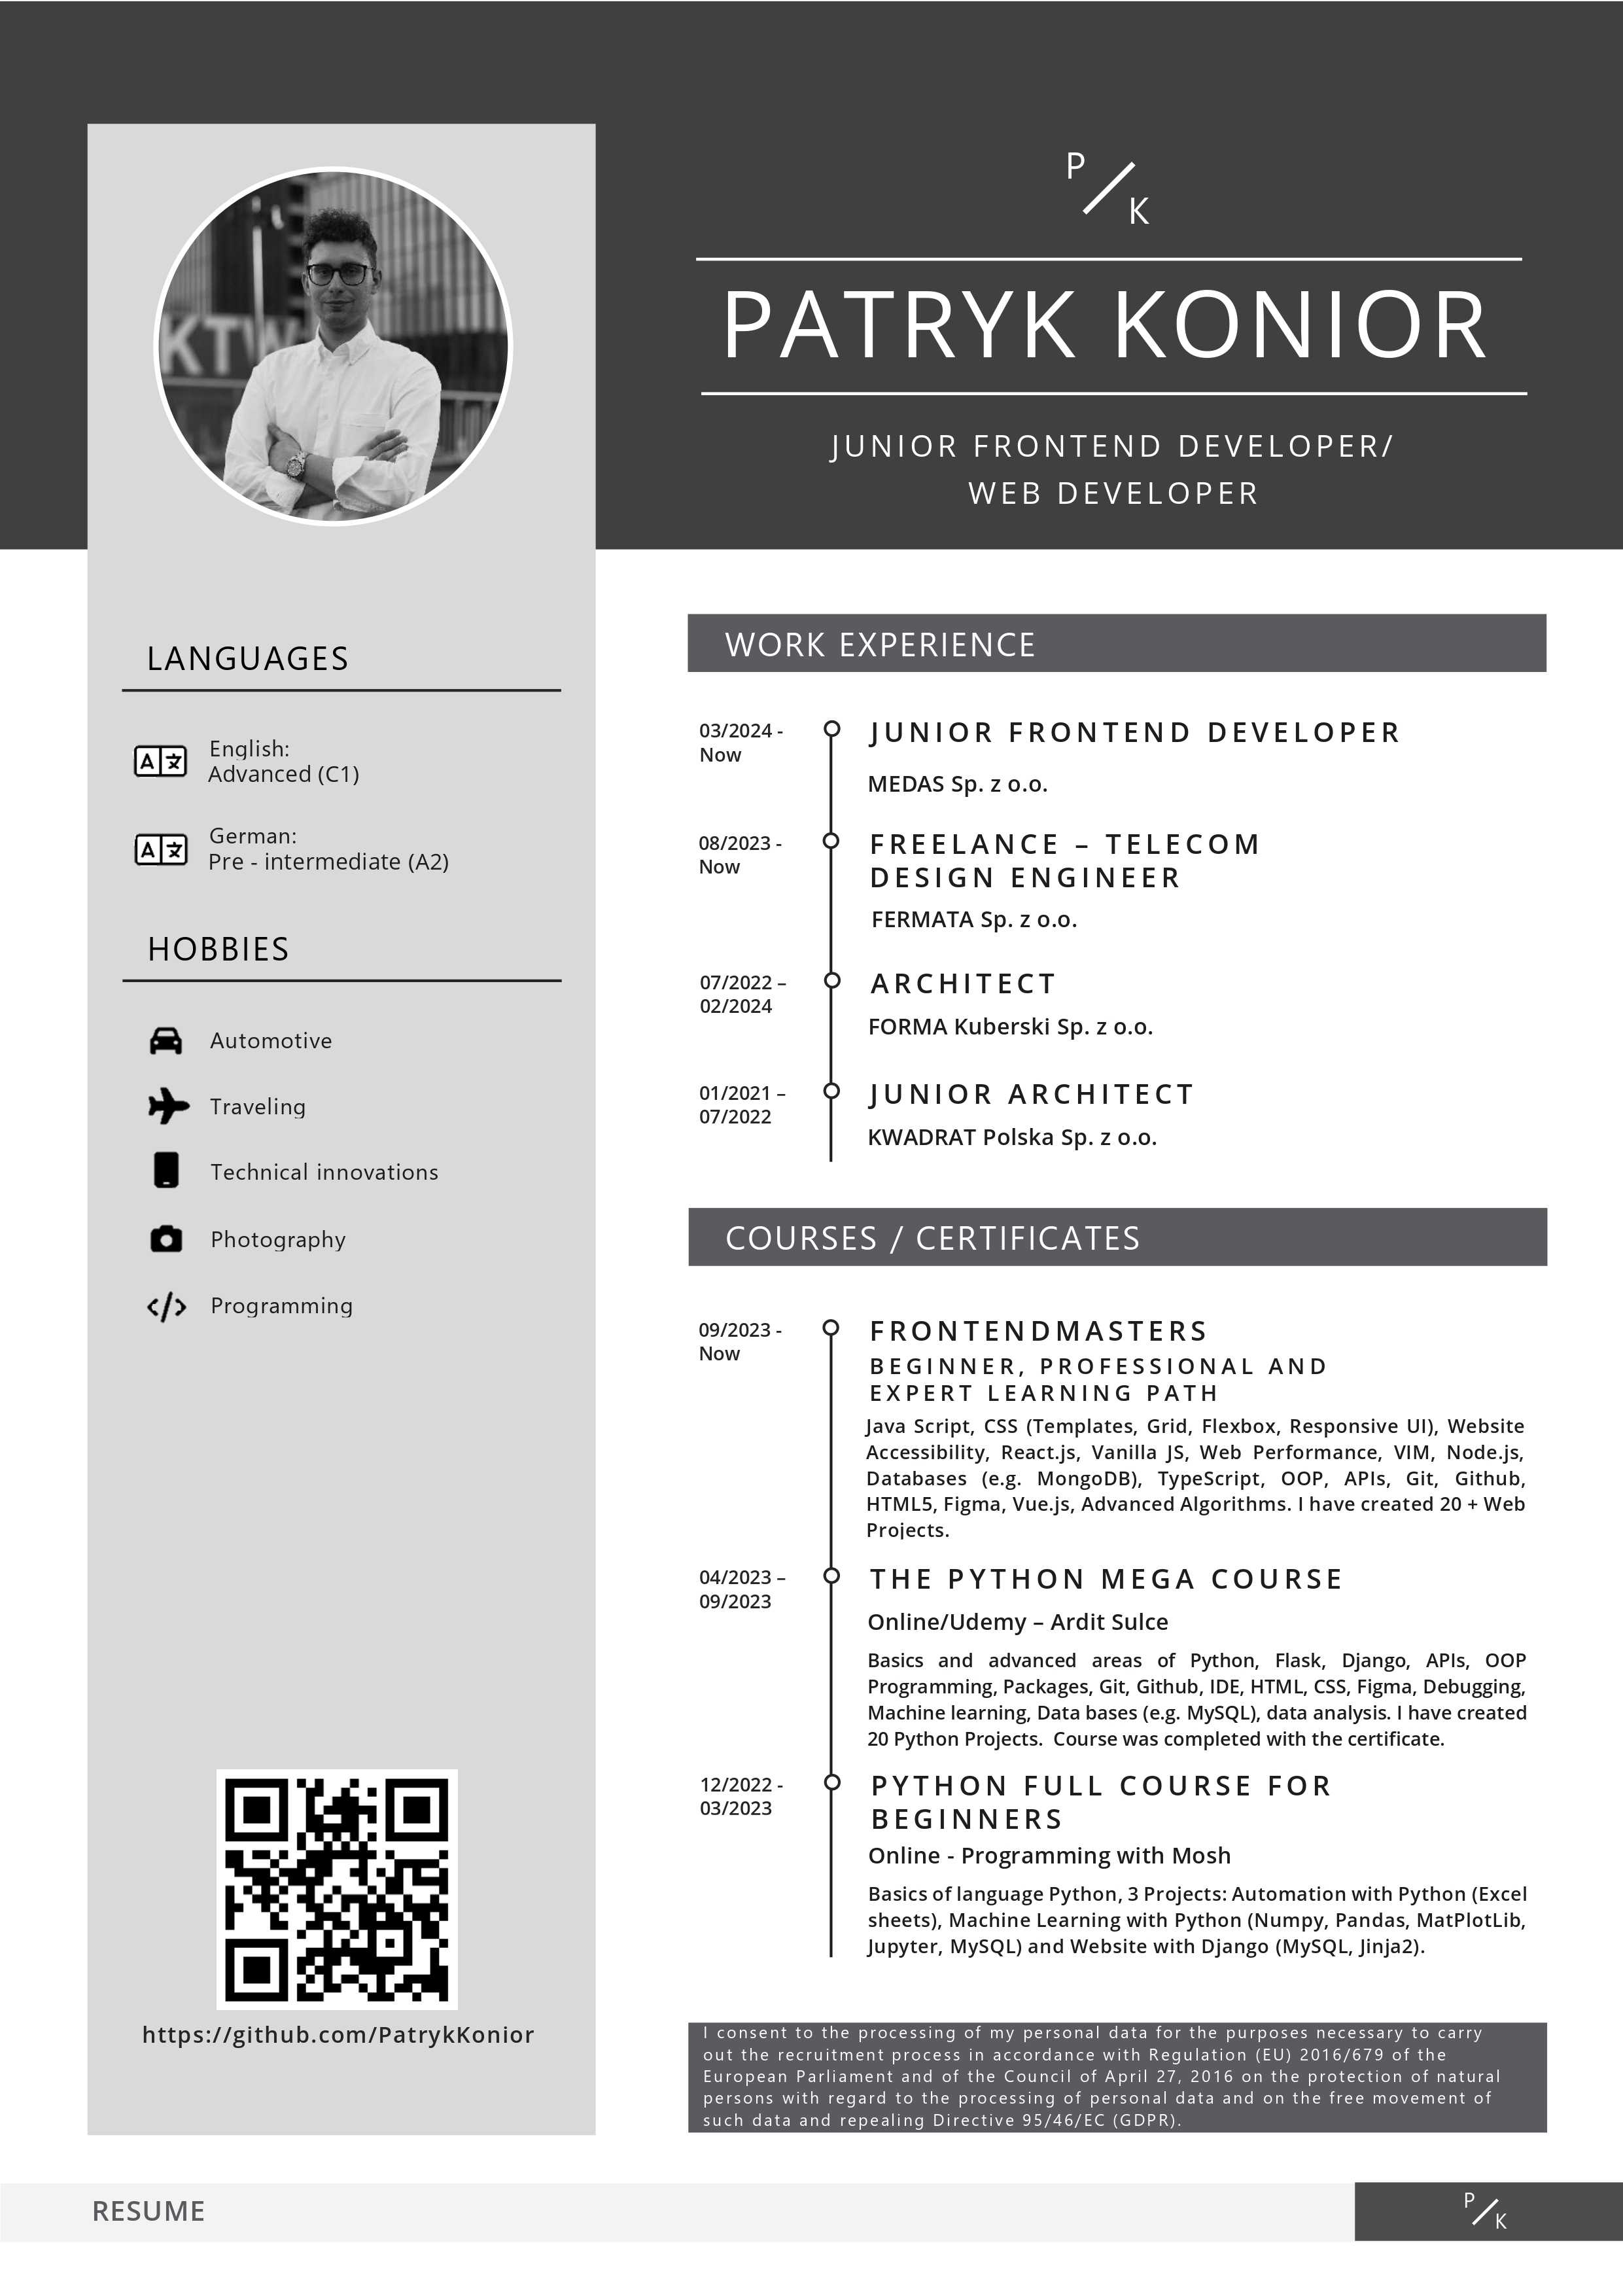 P
K
PATRYK KONIOR
JUNIOR FRONTEND DEVELOPER/
WEB DEVELOPER
KTW
LANGUAGES
English:
Advanced (C1)
German:
Pre - intermediate (A2)
HOBBIES
Automotive
Traveling
Technical innovations
Photography
Programming
https://github.com/PatrykKonior
WORK EXPERIENCE
03/2024 -
Now
JUNIOR FRONTEND DEVELOPER
MEDAS Sp. z o.o.
08/2023 -
Now
FREELANCE – TELECOM
DESIGN ENGINEER
FERMATA Sp. z o.o.
07/2022 –
02/2024
ARCHITECT
FORMA Kuberski Sp. z o.o.
01/2021 –
07/2022
JUNIOR ARCHITECT
KWADRAT Polska Sp. z o.o.
COURSES / CERTIFICATES
09/2023 -
Now
FRONTENDMASTERS
BEGINNER, PROFESSIONAL AND
EXPERT LEARNING PATH
Java Script, CSS (Templates, Grid, Flexbox, Responsive UI), Website
Accessibility, React.js, Vanilla JS, Web Performance, VIM, Node.js,
Databases (e.g. MongoDB), TypeScript, OOP, APIs, Git, Github,
HTML5, Figma, Vue.js, Advanced Algorithms. I have created 20 + Web
Projects.
04/2023 –
09/2023
THE PYTHON MEGA COURSE
Online/Udemy – Ardit Sulce
Basics and advanced areas of Python, Flask, Django, APIs, OOP
Programming, Packages, Git, Github, IDE, HTML, CSS, Figma, Debugging,
Machine learning, Data bases (e.g. MySQL), data analysis. I have created
20 Python Projects. Course was completed with the certificate.
12/2022 -
03/2023
PYTHON FULL COURSE FOR
BEGINNERS
Online - Programming with Mosh
Basics of language Python, 3 Projects: Automation with Python (Excel
sheets), Machine Learning with Python (Numpy, Pandas, MatPlotLib,
Jupyter, MySQL) and Website with Django (MySQL, Jinja2).
I consent to the processing of my personal data for the purposes necessary to carry
out the recruitment process in accordance with Regulation (EU) 2016/679 of the
European Parliament and of the Council of April 27, 2016 on the protection of natural
persons with regard to the processing of personal data and on the free movement of
such data and repealing Directive 95/46/EC (GDPR).
RESUME
P
K